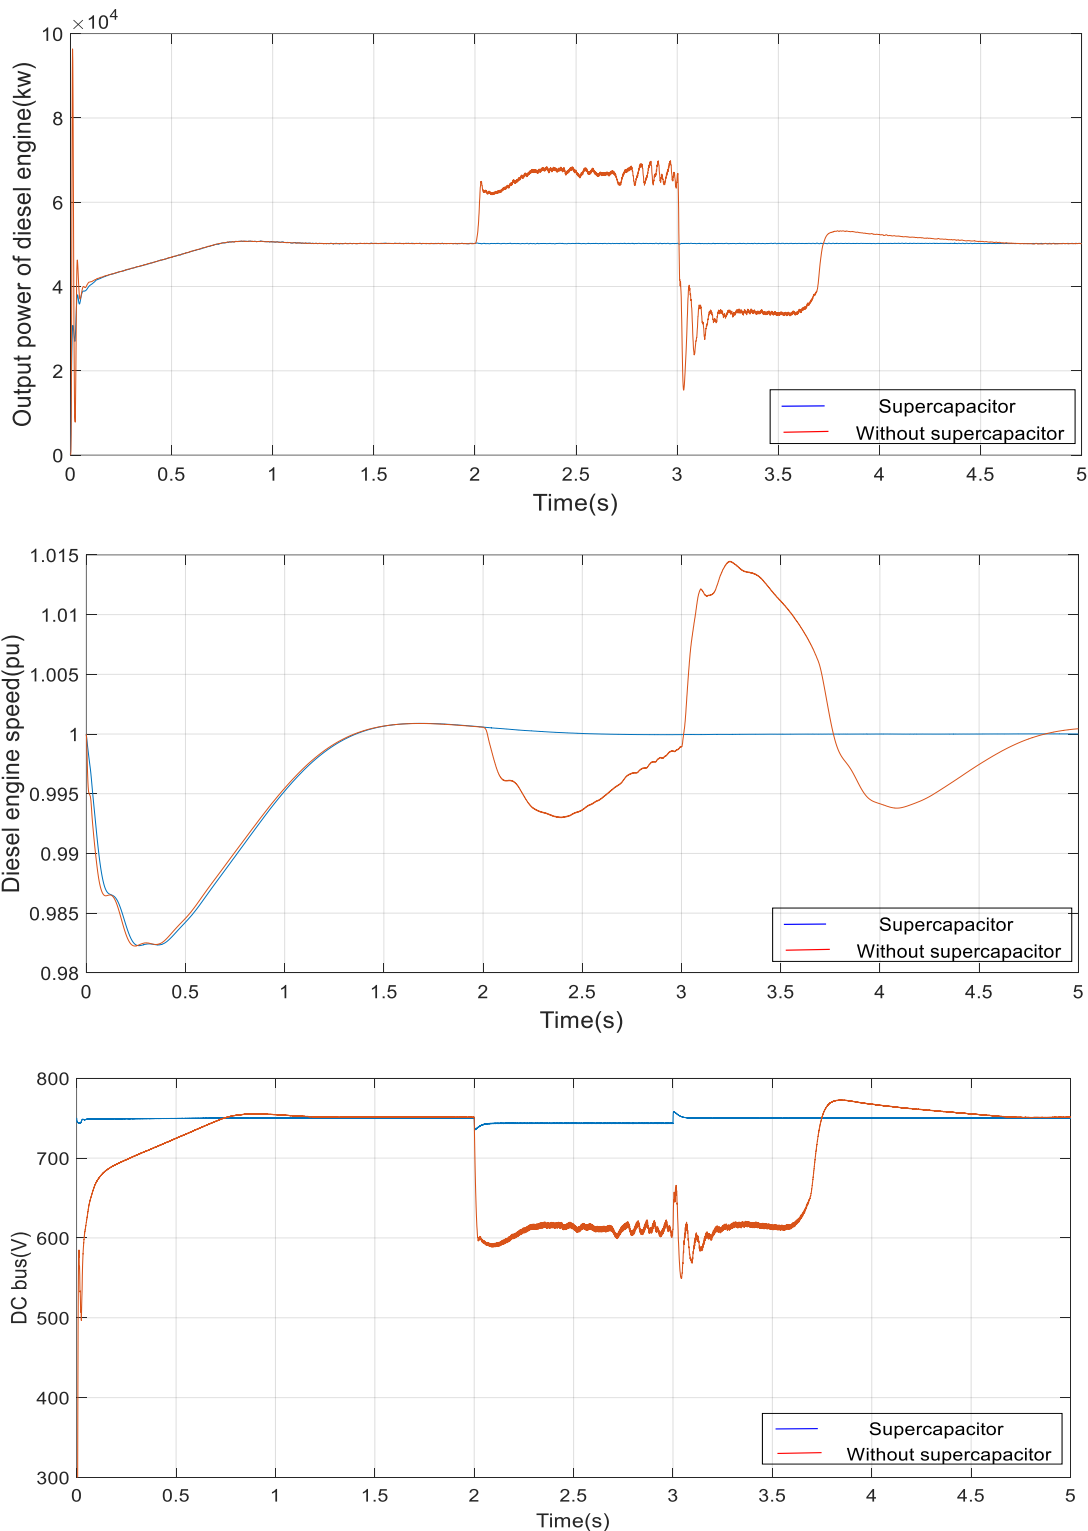 ×10⁴
10
8
6
4
2
0
Output power of diesel engine(kw)
Supercapacitor
Without supercapacitor
0 0.5 1 1.5 2 2.5 3 3.5 4 4.5 5
Time(s)
1.015
1.01
1.005
1
0.995
0.99
0.985
0.98
Diesel engine speed(pu)
Supercapacitor
Without supercapacitor
0 0.5 1 1.5 2 2.5 3 3.5 4 4.5 5
Time(s)
800
700
600
500
400
300
DC bus(V)
Supercapacitor
Without supercapacitor
0 0.5 1 1.5 2 2.5 3 3.5 4 4.5 5
Time(s)